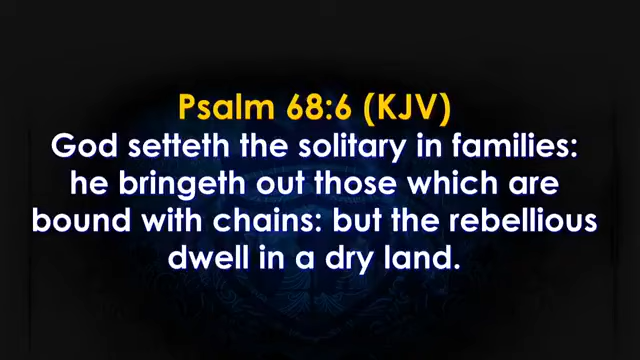 Psalm 68:6 (KJV)
God setteth the solitary in families:
he bringeth out those which are
bound with chains: but the rebellious
dwell in a dry land.